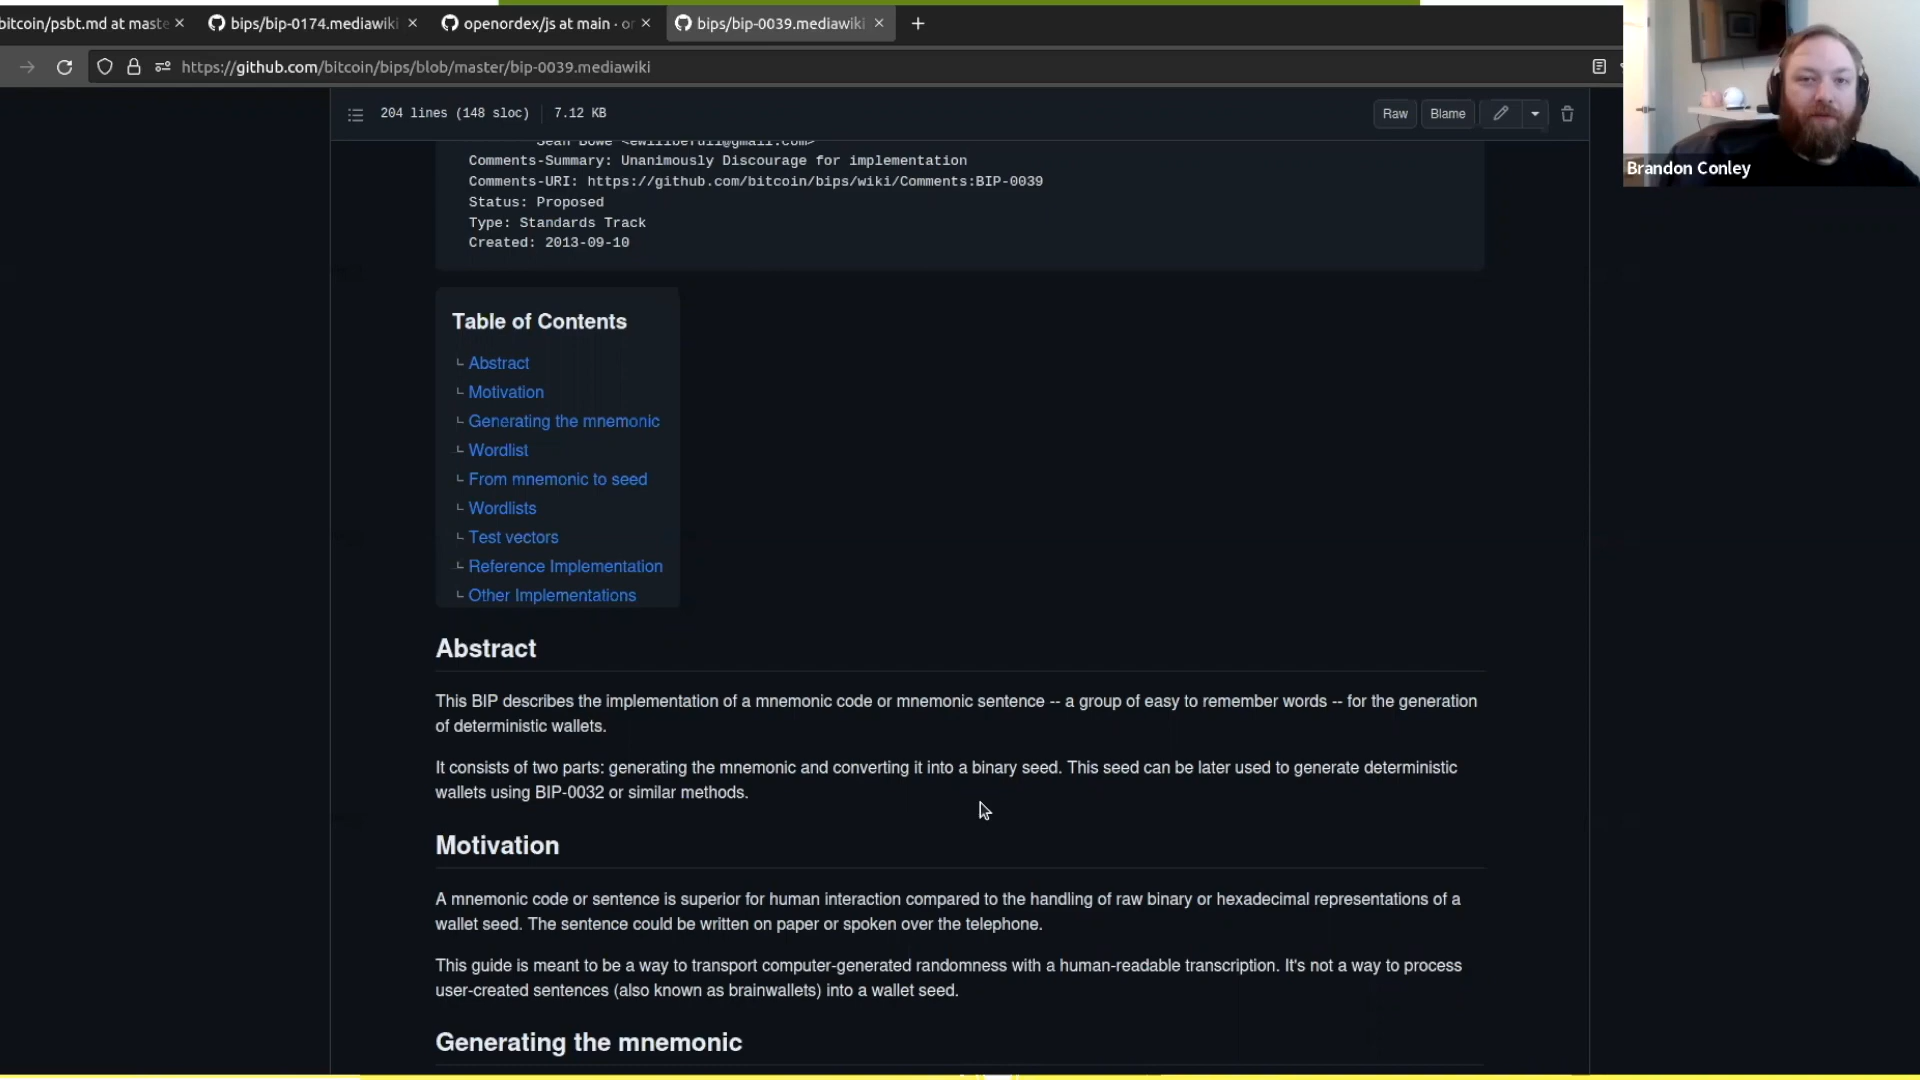 bitcoin/psbt.md at maste
bips/bip-0174.mediawiki
openordex/js at main · or
bips/bip-0039.mediawiki
https://github.com/bitcoin/bips/blob/master/bip-0039.mediawiki
204 lines (148 sloc)
7.12 KB
Raw
Blame
Brandon Conley
Sean Bowe <ewillbefull@gmail.com>
Comments-Summary: Unanimously Discourage for implementation
Comments-URI: https://github.com/bitcoin/bips/wiki/Comments:BIP-0039
Status: Proposed
Type: Standards Track
Created: 2013-09-10
Table of Contents
Abstract
Motivation
Generating the mnemonic
Wordlist
From mnemonic to seed
Wordlists
Test vectors
Reference Implementation
Other Implementations
Abstract
This BIP describes the implementation of a mnemonic code or mnemonic sentence -- a group of easy to remember words -- for the generation
of deterministic wallets.
It consists of two parts: generating the mnemonic and converting it into a binary seed. This seed can be later used to generate deterministic
wallets using BIP-0032 or similar methods.
Motivation
A mnemonic code or sentence is superior for human interaction compared to the handling of raw binary or hexadecimal representations of a
wallet seed. The sentence could be written on paper or spoken over the telephone.
This guide is meant to be a way to transport computer-generated randomness with a human-readable transcription. It's not a way to process
user-created sentences (also known as brainwallets) into a wallet seed.
Generating the mnemonic